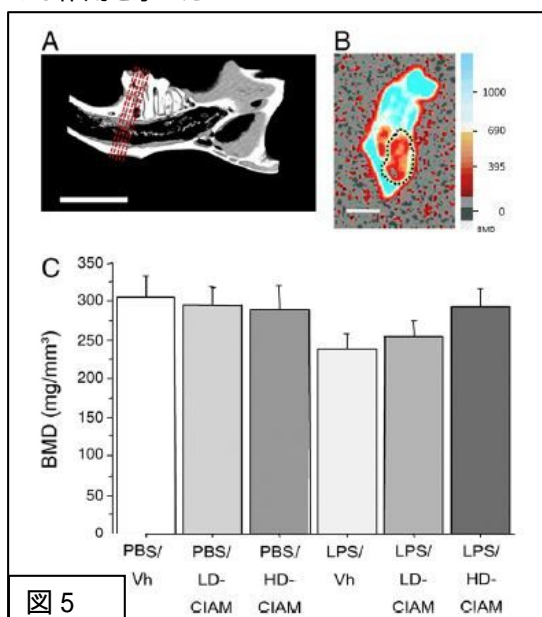 A
B
1000
690
395
0
BMD
C
BMD (mg/mm³)
350
300
250
200
150
100
50
0
PBS/ PBS/ PBS/ LPS/ LPS/ LPS/
Vh LD- HD- Vh LD- HD-
CIAM CIAM CIAM CIAM
図 5